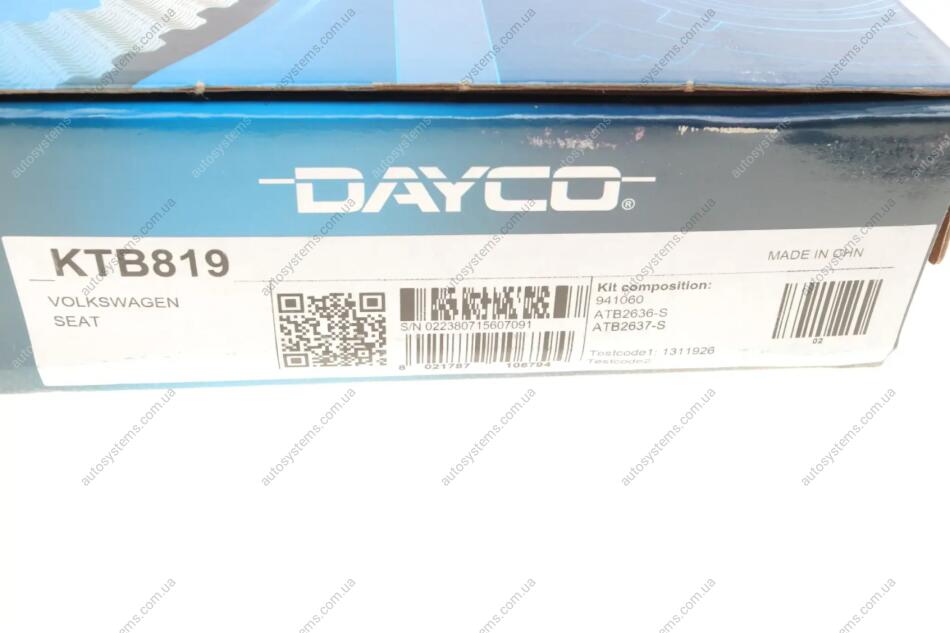 DAYCO®
KTB819
MADE IN CHN
VOLKSWAGEN
SEAT
S/N 022380715607091
8 021787 106794
Kit composition:
941060
ATB2636-S
ATB2637-S
Testcode1: 1311926
Testcode2:
02
autosystems.com.ua